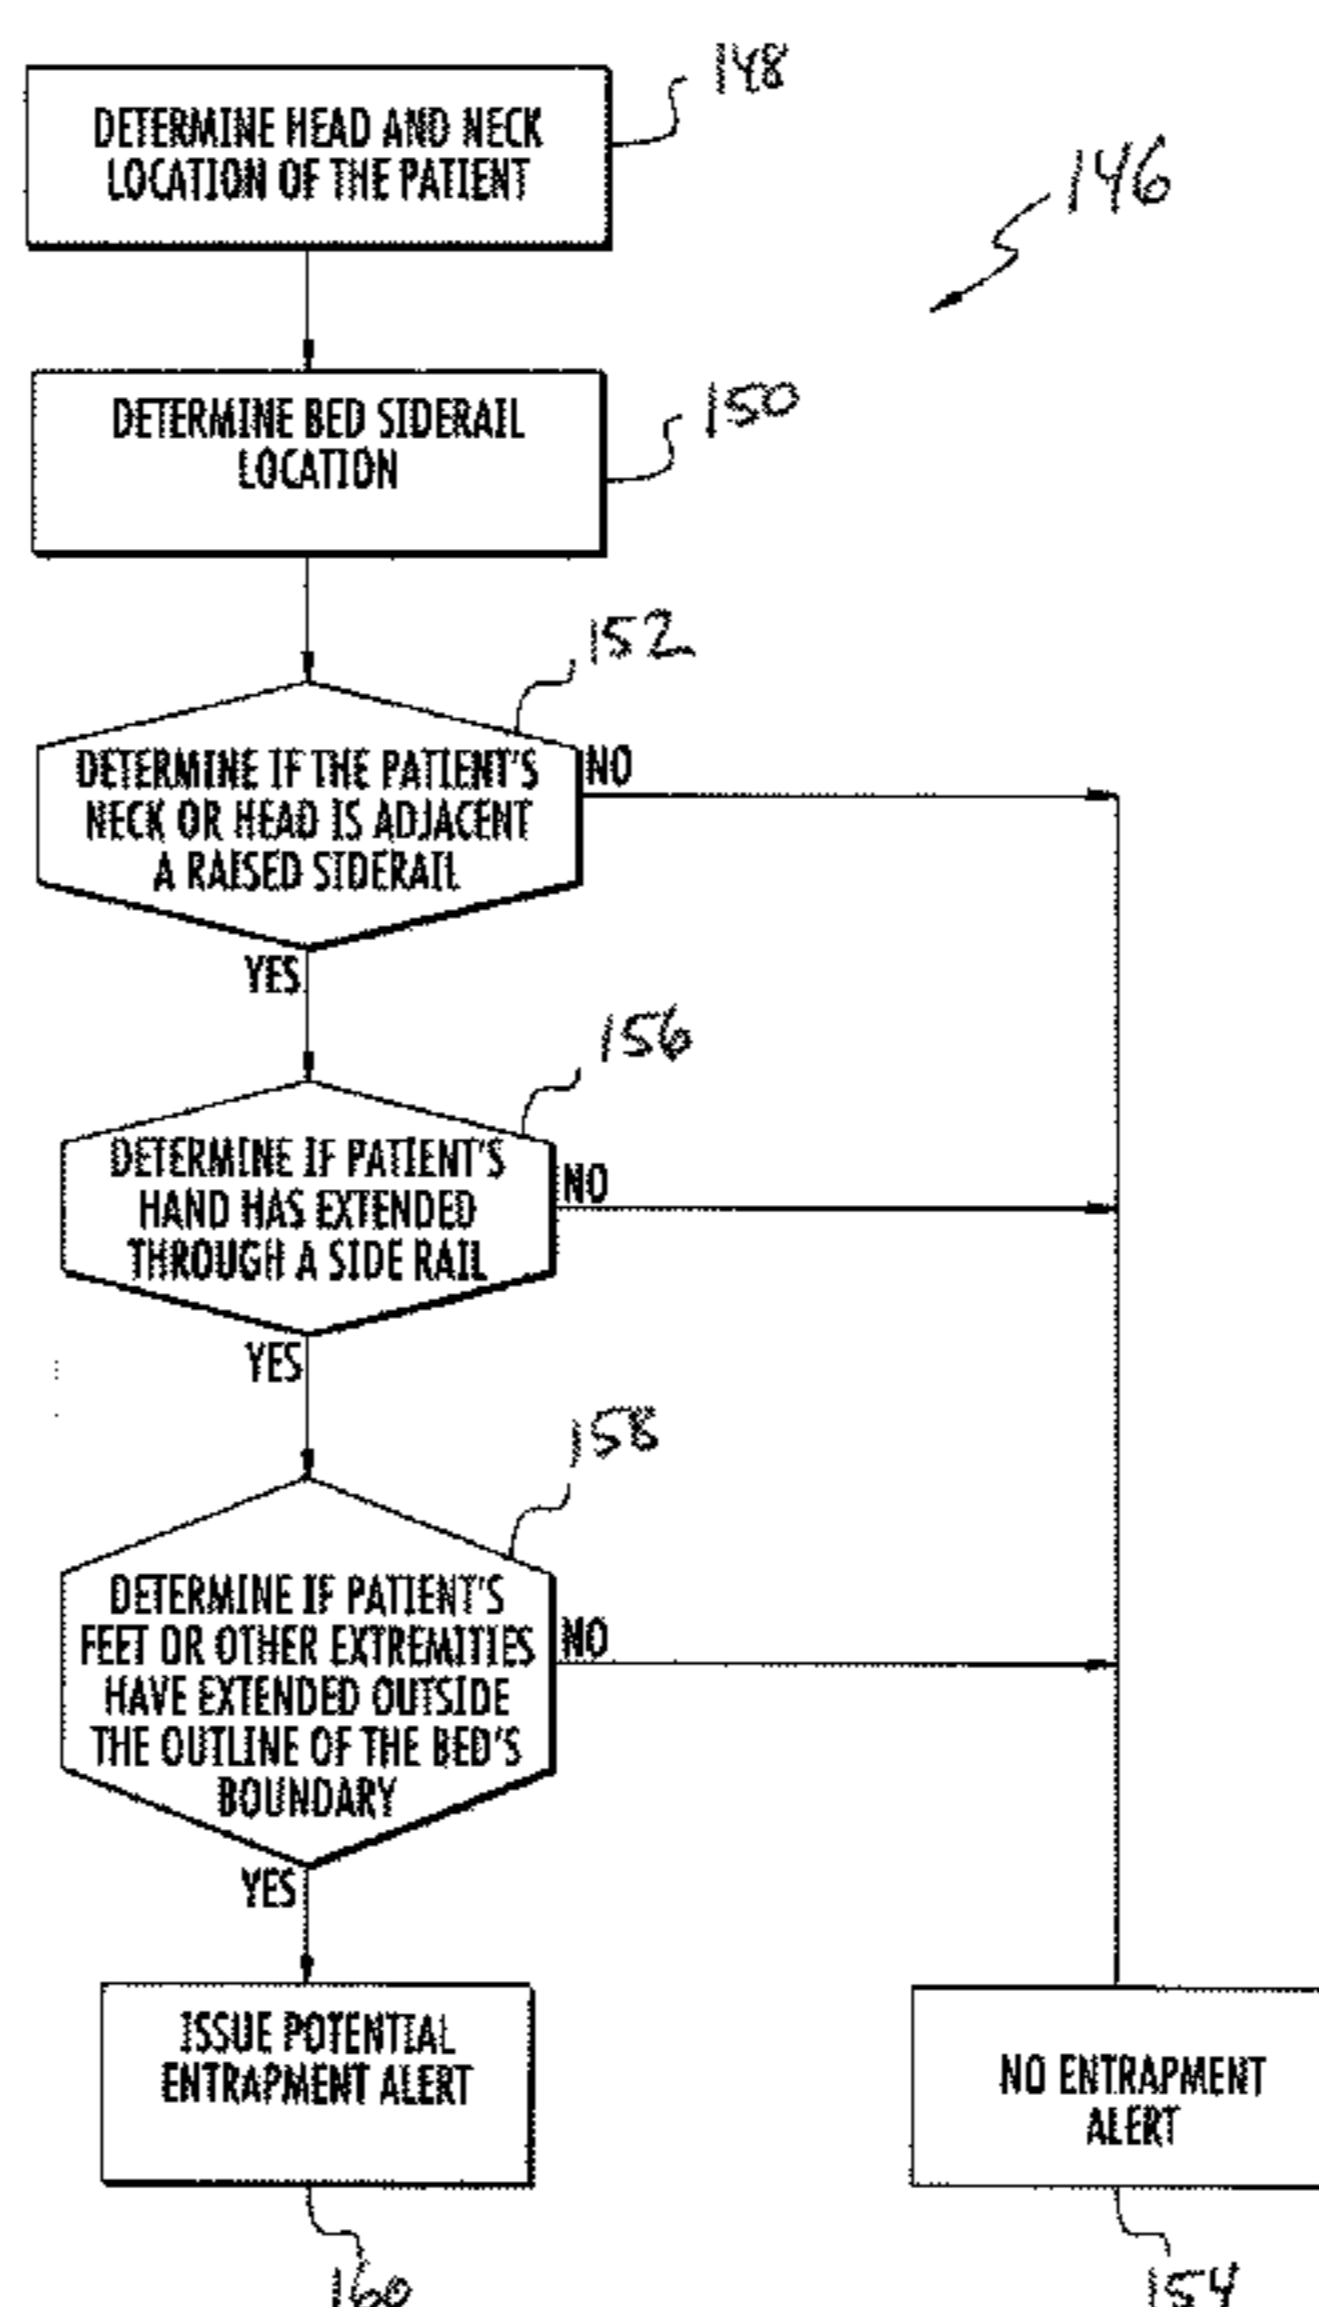 148
DETERMINE HEAD AND NECK
LOCATION OF THE PATIENT
146
150
DETERMINE BED SIDERAIL
LOCATION
152
DETERMINE IF THE PATIENT'S
NECK OR HEAD IS ADJACENT
A RAISED SIDERAIL
NO
YES
156
DETERMINE IF PATIENT'S
HAND HAS EXTENDED
THROUGH A SIDE RAIL
NO
YES
158
DETERMINE IF PATIENT'S
FEET OR OTHER EXTREMITIES
HAVE EXTENDED OUTSIDE
THE OUTLINE OF THE BED'S
BOUNDARY
NO
YES
ISSUE POTENTIAL
ENTRAPMENT ALERT
NO ENTRAPMENT
ALERT
160
154